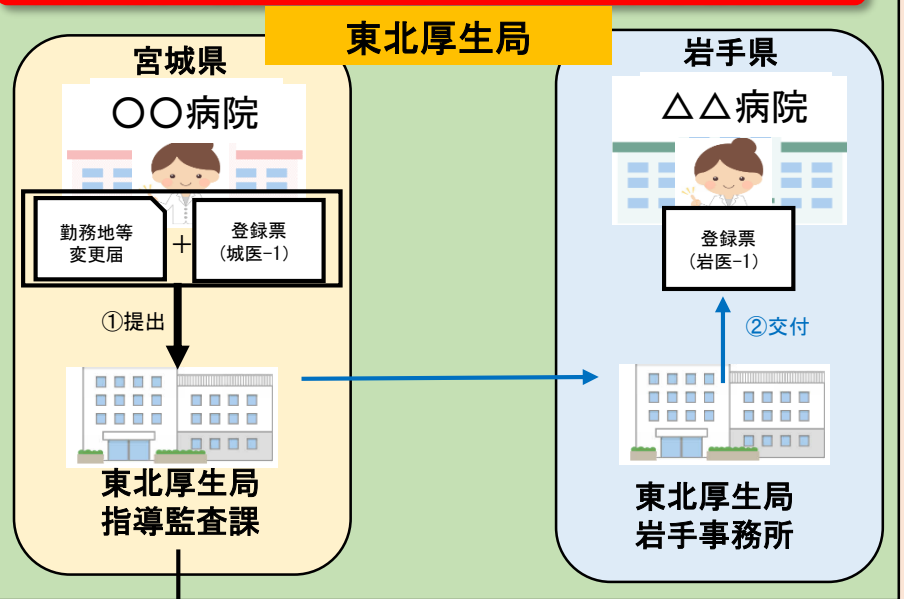 東北厚生局
宮城県
〇〇病院
勤務地等
変更届
＋
登録票
(城医-1)
①提出
東北厚生局
指導監査課
岩手県
△△病院
登録票
(岩医-1)
②交付
東北厚生局
岩手事務所